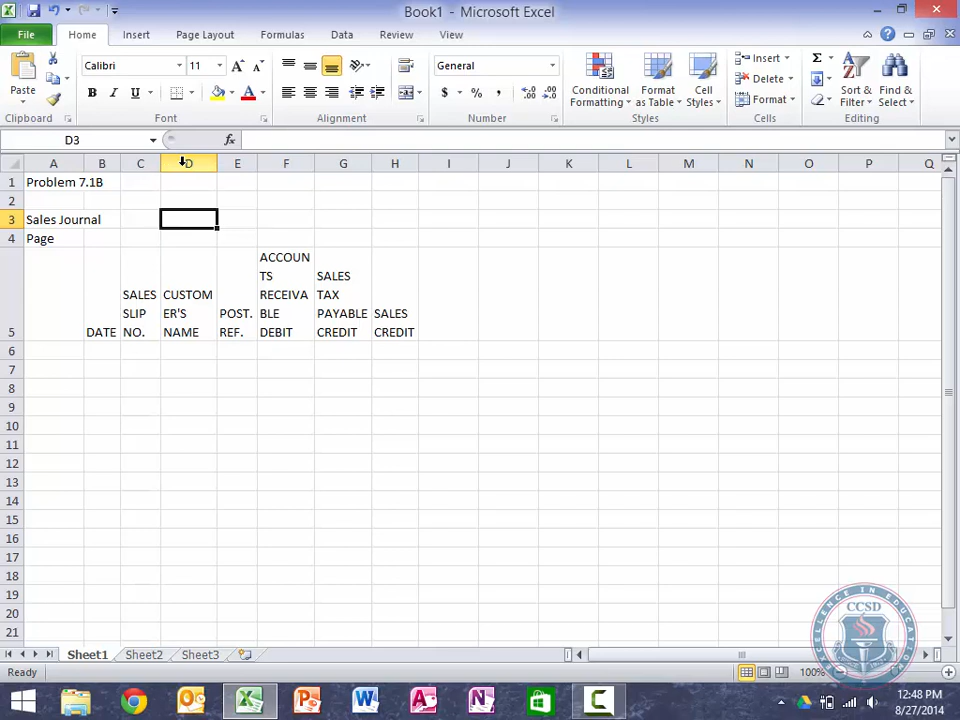 Book1 - Microsoft Excel
File Home Insert Page Layout Formulas Data Review View
Calibri 11 General
Paste
Conditional Formatting
Format as Table
Cell Styles
Insert
Delete
Format
Sort & Filter
Find & Select
Clipboard Font Alignment Number Styles Cells Editing
D3 fx
A B C D E F G H I J K L M N O P Q
1 Problem 7.1B
2
3 Sales Journal
4 Page
5 DATE
SALES SLIP NO.
CUSTOM
ER'S
NAME
POST. REF.
ACCOUN
TS
RECEIVA
BLE
DEBIT
SALES
TAX
PAYABLE
CREDIT
SALES
CREDIT
6
7
8
9
10
11
12
13
14
15
16
17
18
19
20
21
Sheet1 Sheet2 Sheet3
Ready 100%
CCSD
12:48 PM
8/27/2014